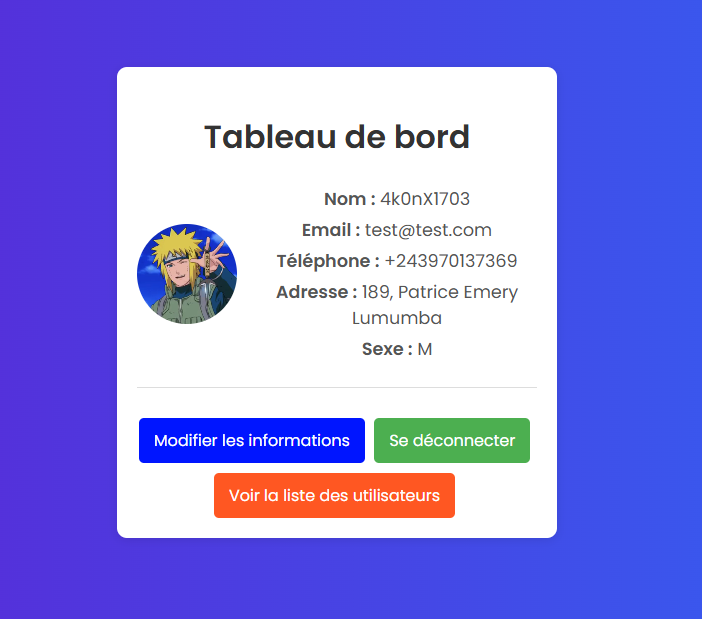 Tableau de bord
Nom : 4k0nX1703
Email : test@test.com
Téléphone : +243970137369
Adresse : 189, Patrice Emery
Lumumba
Sexe : M
Modifier les informations
Se déconnecter
Voir la liste des utilisateurs